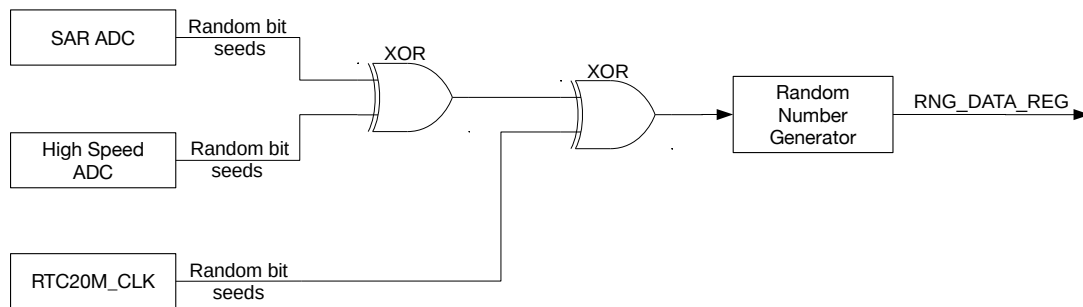 SAR ADC
Random bit
seeds
XOR
XOR
Random
Number
Generator
RNG_DATA_REG
High Speed
ADC
Random bit
seeds
RTC20M_CLK
Random bit
seeds